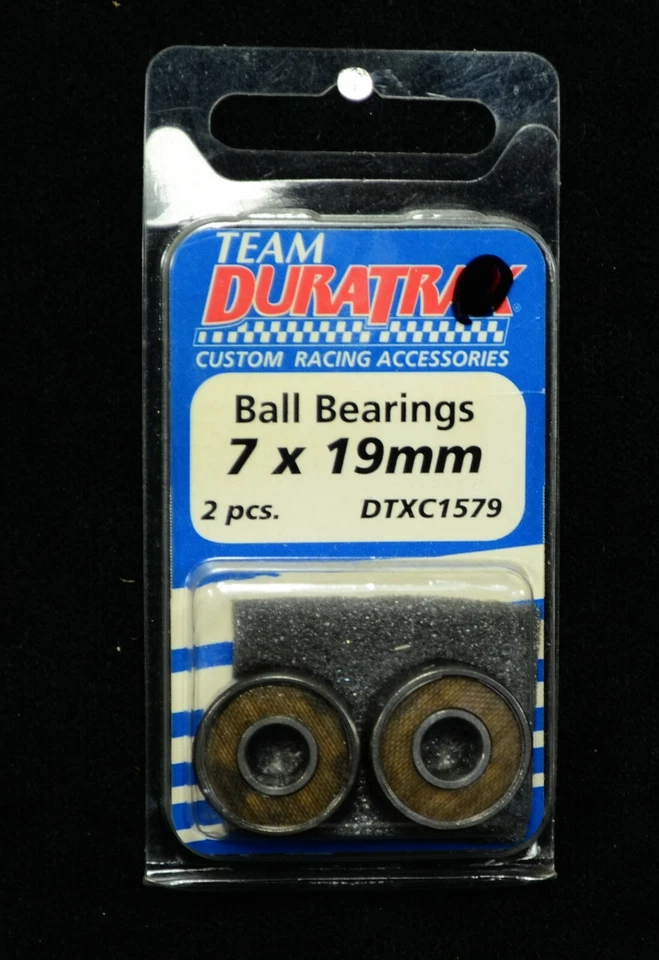 TEAM
DURATRAX®
CUSTOM RACING ACCESSORIES
Ball Bearings
7 x 19mm
2 pcs. DTXC1579